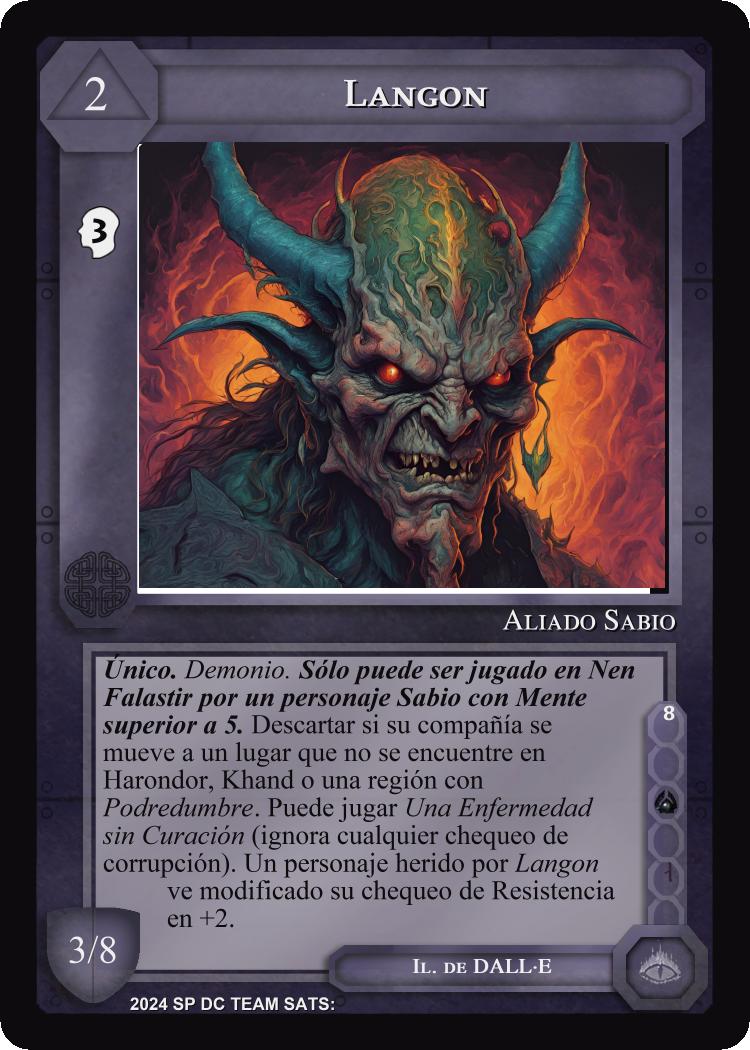 2
Langon
3
Aliado Sabio
Único. Demonio. Sólo puede ser jugado en Nen
Falastir por un personaje Sabio con Mente
superior a 5. Descartar si su compañía se
mueve a un lugar que no se encuentre en
Harondor, Khand o una región con
Podredumbre. Puede jugar Una Enfermedad
sin Curación (ignora cualquier chequeo de
corrupción). Un personaje herido por Langon
ve modificado su chequeo de Resistencia
en +2.
8
1
3/8
Il. de DALL·E
2024 SP DC TEAM SATS: